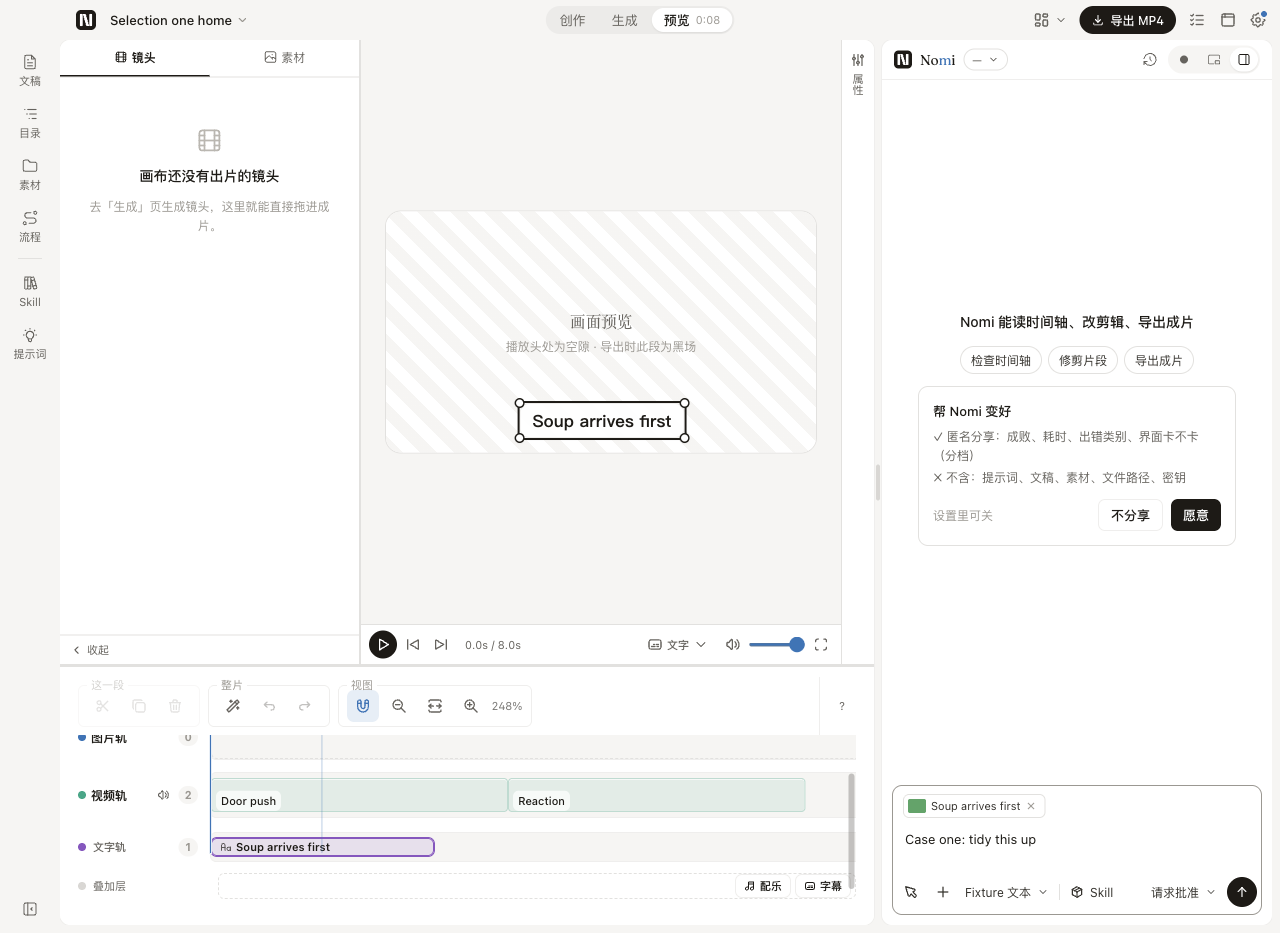 Selection one home
创作
生成
预览 0:08
导出 MP4
文稿
目录
素材
流程
Skill
提示词
镜头
素材
画布还没有出片的镜头
去「生成」页生成镜头，这里就能直接拖进成
片。
收起
画面预览
播放头处为空隙 · 导出时此段为黑场
Soup arrives first
0.0s / 8.0s
文字
属性
这一段
整片
视图
248%
?
图片轨
0
视频轨
2
Door push
Reaction
文字轨
1
Aa Soup arrives first
叠加层
配乐
字幕
Nomi
—
Nomi 能读时间轴、改剪辑、导出成片
检查时间轴
修剪片段
导出成片
帮 Nomi 变好
✓ 匿名分享：成败、耗时、出错类别、界面卡不卡
（分档）
✕ 不含：提示词、文稿、素材、文件路径、密钥
设置里可关
不分享
愿意
Soup arrives first ×
Case one: tidy this up
Fixture 文本
Skill
请求批准